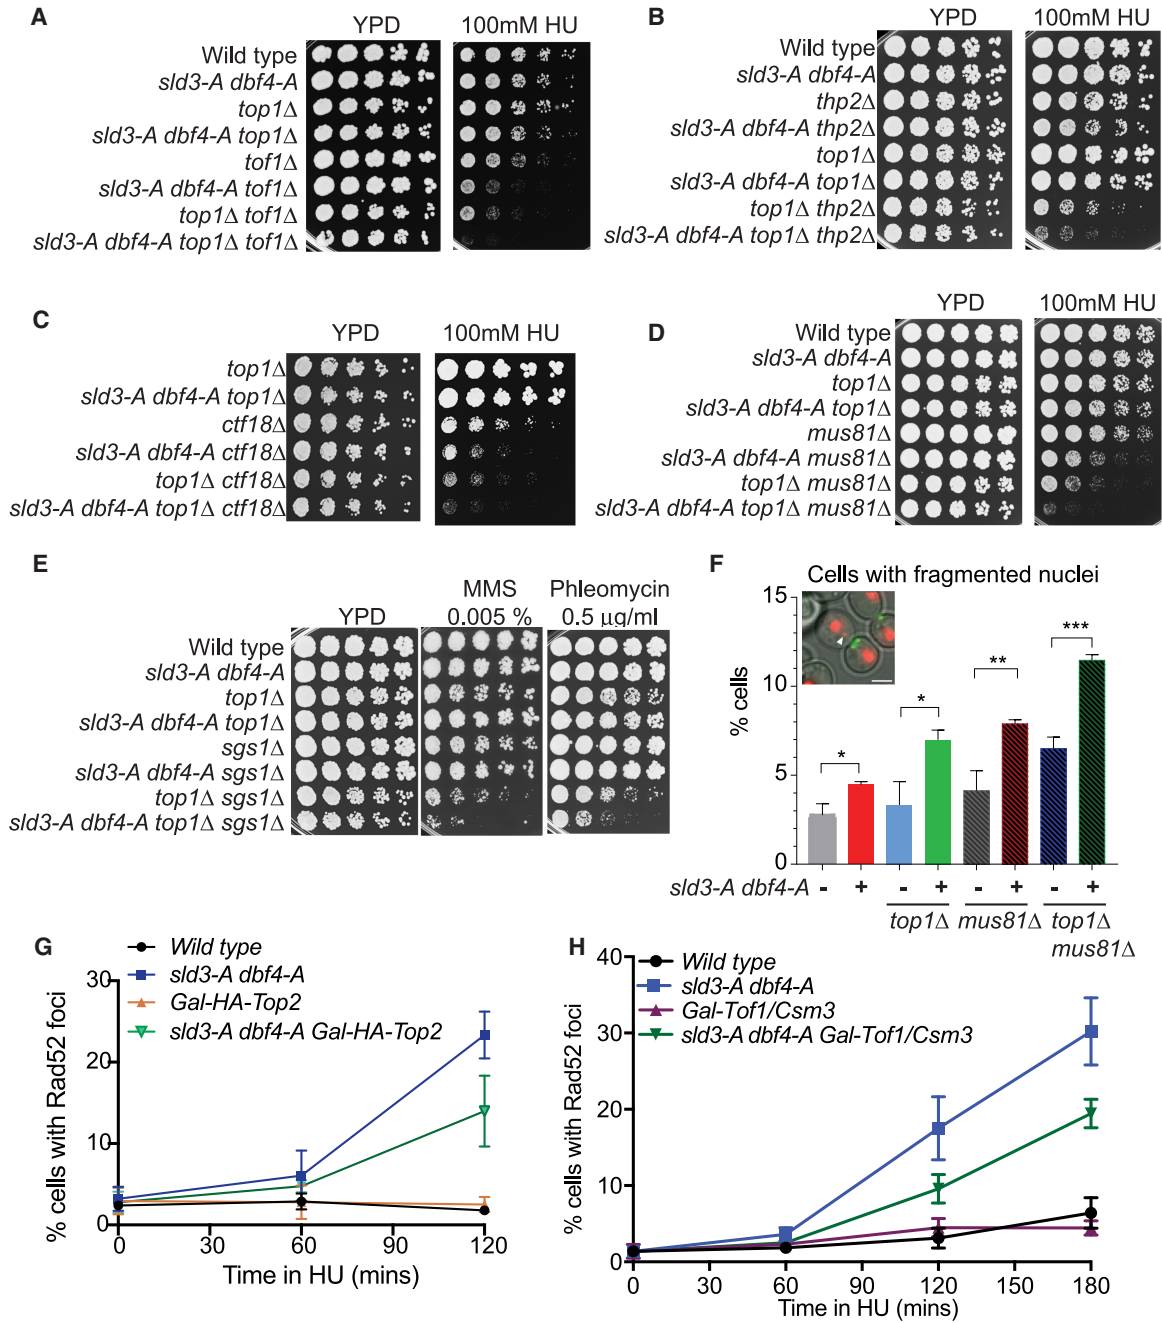 A
YPD
100mM HU
Wild type
sld3-A dbf4-A
top1Δ
sld3-A dbf4-A top1Δ
tof1Δ
sld3-A dbf4-A tof1Δ
top1Δ tof1Δ
sld3-A dbf4-A top1Δ tof1Δ
B
YPD
100mM HU
Wild type
sld3-A dbf4-A
thp2Δ
sld3-A dbf4-A thp2Δ
top1Δ
sld3-A dbf4-A top1Δ
top1Δ thp2Δ
sld3-A dbf4-A top1Δ thp2Δ
C
YPD
100mM HU
top1Δ
sld3-A dbf4-A top1Δ
ctf18Δ
sld3-A dbf4-A ctf18Δ
top1Δ ctf18Δ
sld3-A dbf4-A top1Δ ctf18Δ
D
YPD
100mM HU
Wild type
sld3-A dbf4-A
top1Δ
sld3-A dbf4-A top1Δ
mus81Δ
sld3-A dbf4-A mus81Δ
top1Δ mus81Δ
sld3-A dbf4-A top1Δ mus81Δ
E
YPD
MMS
0.005 %
Phleomycin
0.5 μg/ml
Wild type
sld3-A dbf4-A
top1Δ
sld3-A dbf4-A top1Δ
sgs1Δ
sld3-A dbf4-A sgs1Δ
top1Δ sgs1Δ
sld3-A dbf4-A top1Δ sgs1Δ
F
Cells with fragmented nuclei
% cells
15
10
5
0
*
*
**
***
sld3-A dbf4-A - + - + - + - +
top1Δ mus81Δ top1Δ
mus81Δ
G
Wild type
sld3-A dbf4-A
Gal-HA-Top2
sld3-A dbf4-A Gal-HA-Top2
% cells with Rad52 foci
30
20
10
0
0 30 60 90 120
Time in HU (mins)
H
Wild type
sld3-A dbf4-A
Gal-Tof1/Csm3
sld3-A dbf4-A Gal-Tof1/Csm3
% cells with Rad52 foci
40
30
20
10
0
0 30 60 90 120 150 180
Time in HU (mins)